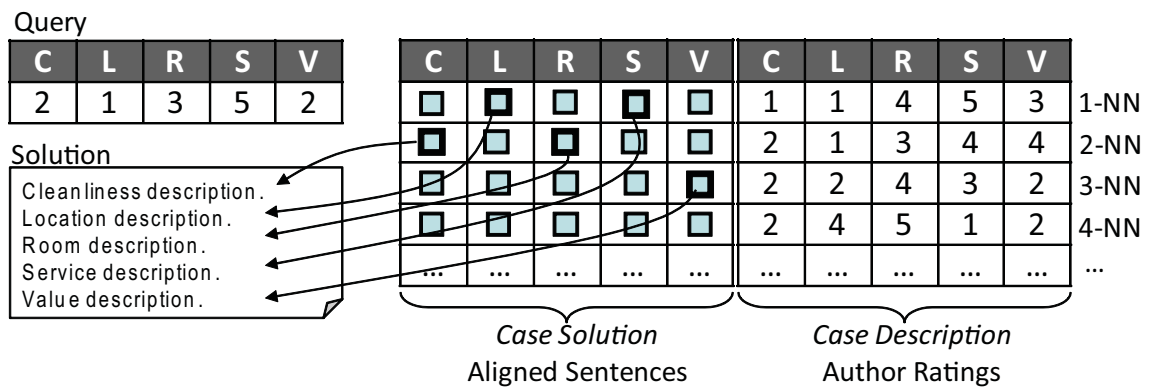 Query
C L R S V
2 1 3 5 2
Solution
Cleanliness description.
Location description.
Room description.
Service description.
Value description.
C L R S V C L R S V
1 1 4 5 3 1-NN
2 1 3 4 4 2-NN
2 2 4 3 2 3-NN
2 4 5 1 2 4-NN
... ... ... ... ... ... ... ... ... ... ...
Case Solution
Aligned Sentences
Case Description
Author Ratings